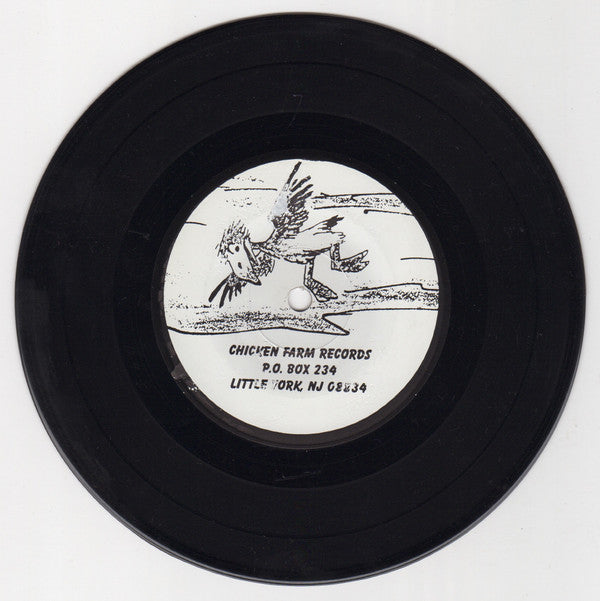 CHICKEN FARM RECORDS
P.O. BOX 234
LITTLE YORK, NJ 08834